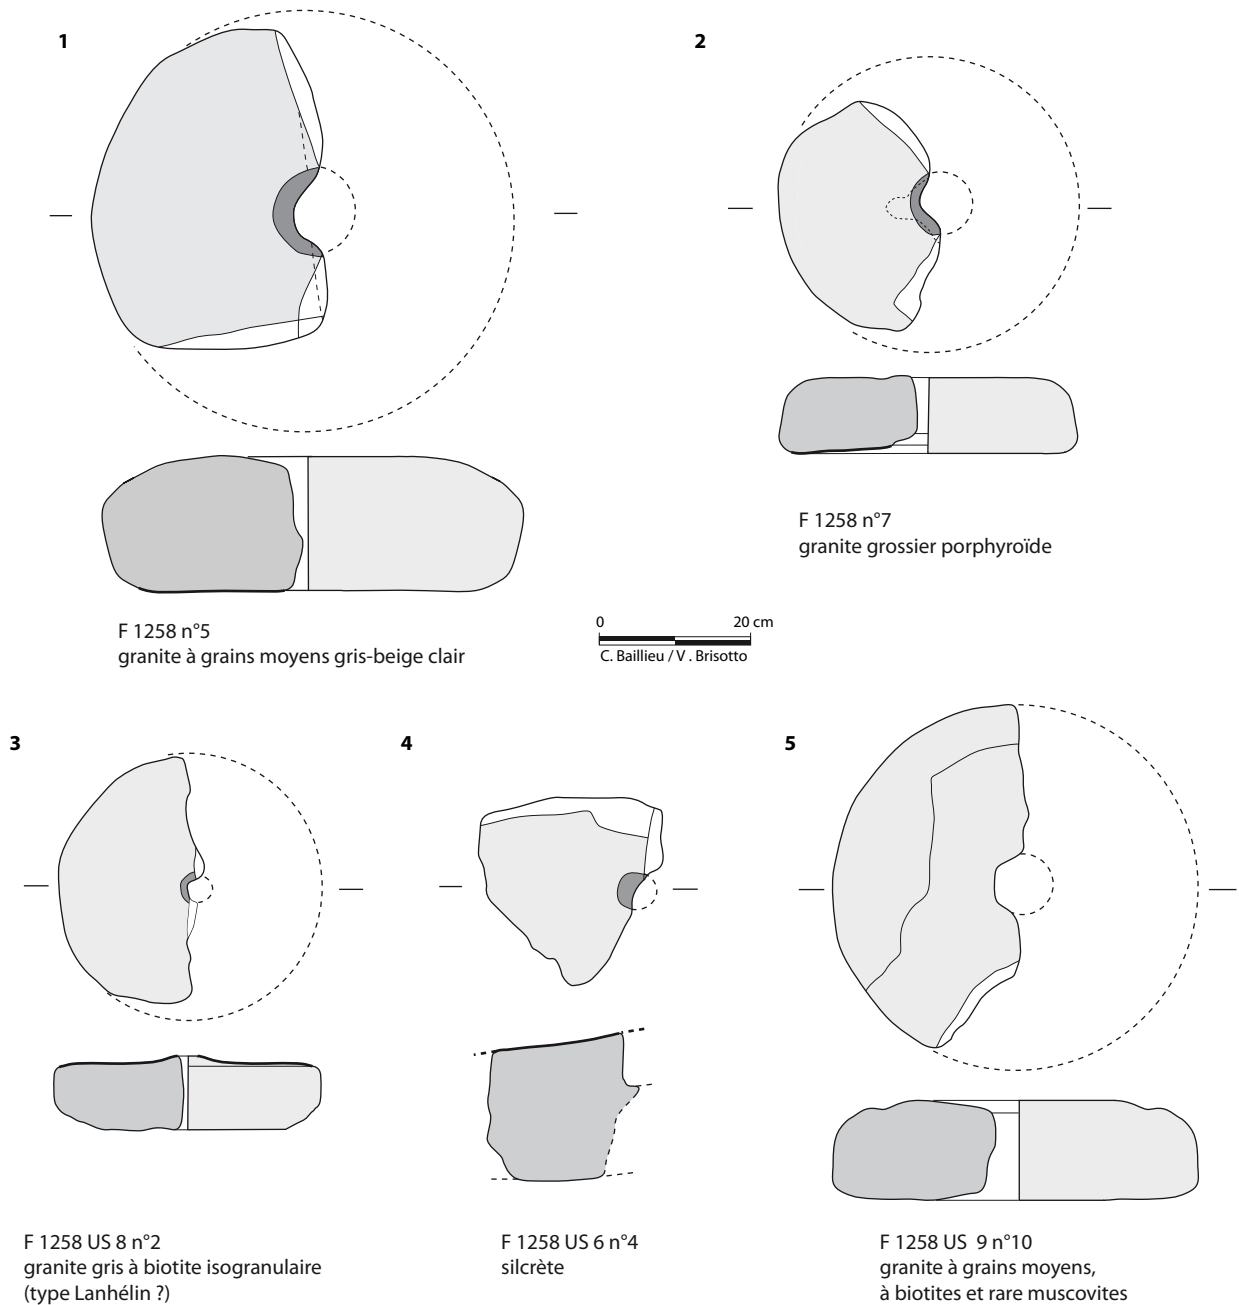 1
2
F 1258 n°7
granite grossier porphyroïde
F 1258 n°5
granite à grains moyens gris-beige clair
0 20 cm
C. Baillieu / V . Brisotto
3
4
5
F 1258 US 8 n°2
granite gris à biotite isogranulaire
(type Lanhélin ?)
F 1258 US 6 n°4
silcrète
F 1258 US 9 n°10
granite à grains moyens,
à biotites et rare muscovites